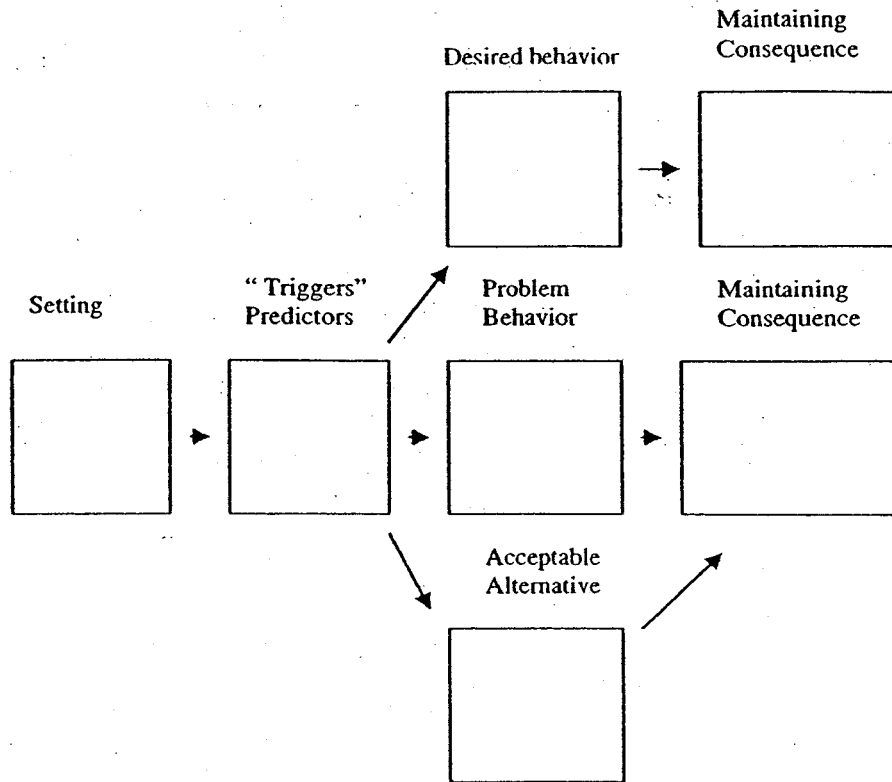 Desired behavior
Maintaining
Consequence
Setting
“ Triggers”
Predictors
Problem
Behavior
Maintaining
Consequence
Acceptable
Alternative